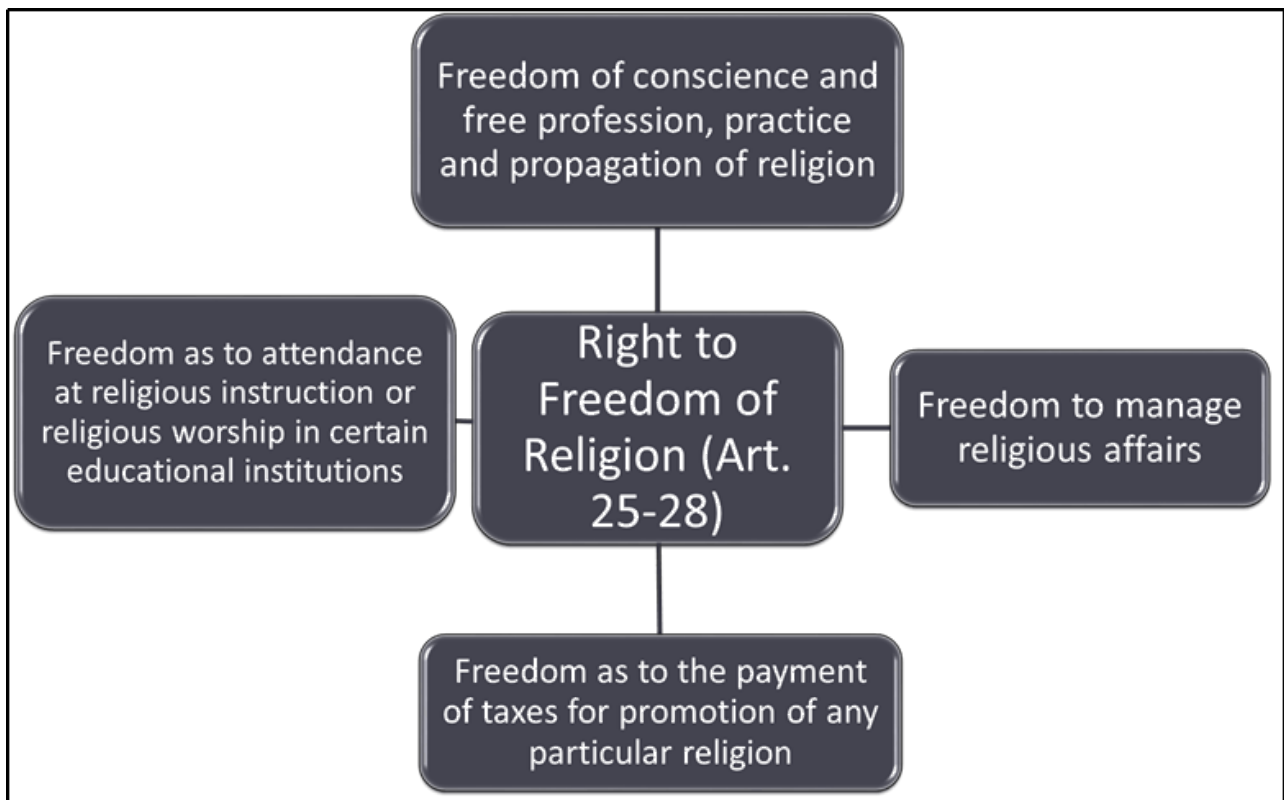 Freedom of conscience and
free profession, practice
and propagation of religion
Freedom as to attendance
at religious instruction or
religious worship in certain
educational institutions
Right to
Freedom of
Religion (Art.
25-28)
Freedom to manage
religious affairs
Freedom as to the payment
of taxes for promotion of any
particular religion